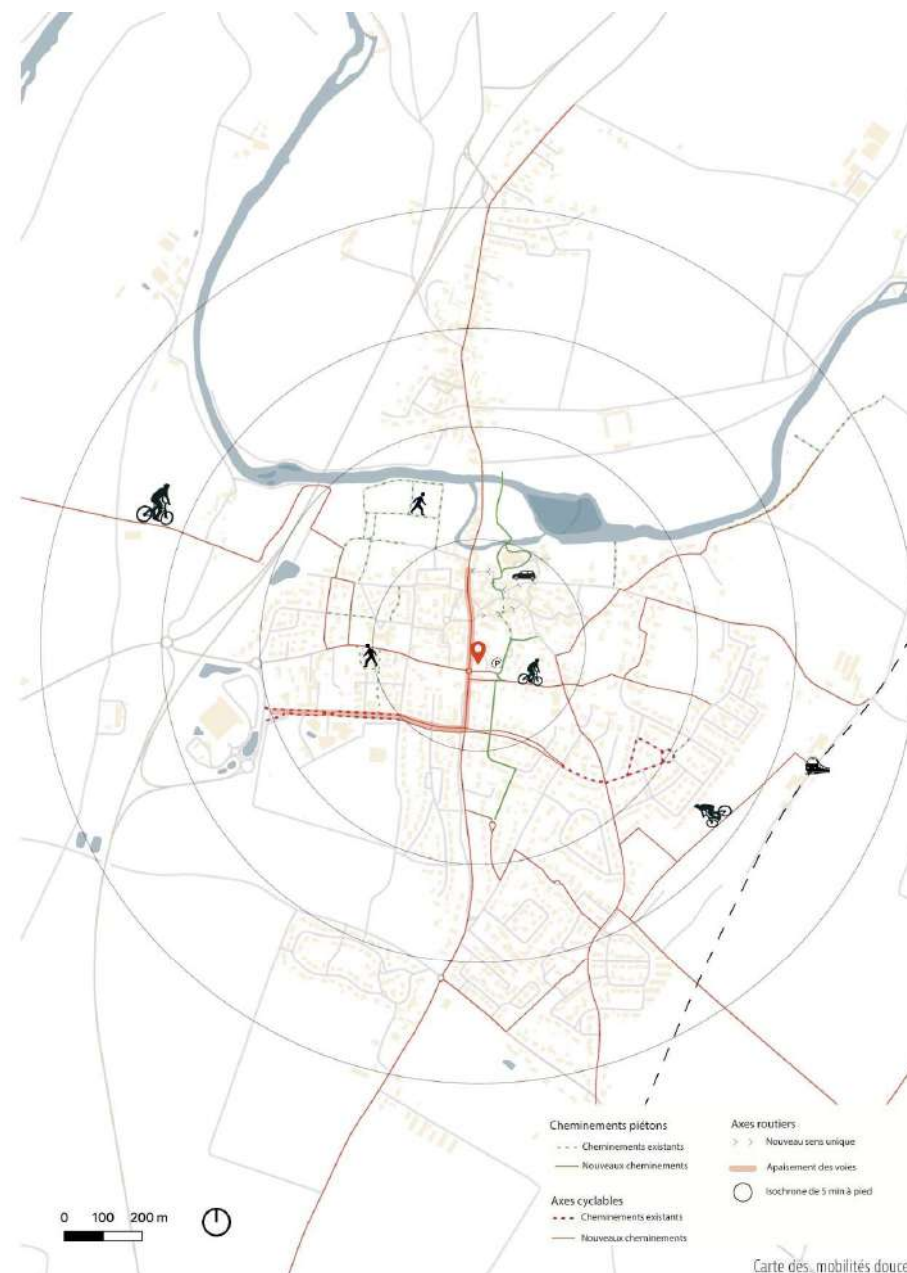 P
Cheminements piétons
Cheminements existants
Nouveaux cheminements
Axes cyclables
Cheminements existants
Nouveaux cheminements
Axes routiers
Nouveau sens unique
Apaisement des voies
Isochrone de 5 min à pied
0 100 200 m
Carte des mobilités douce